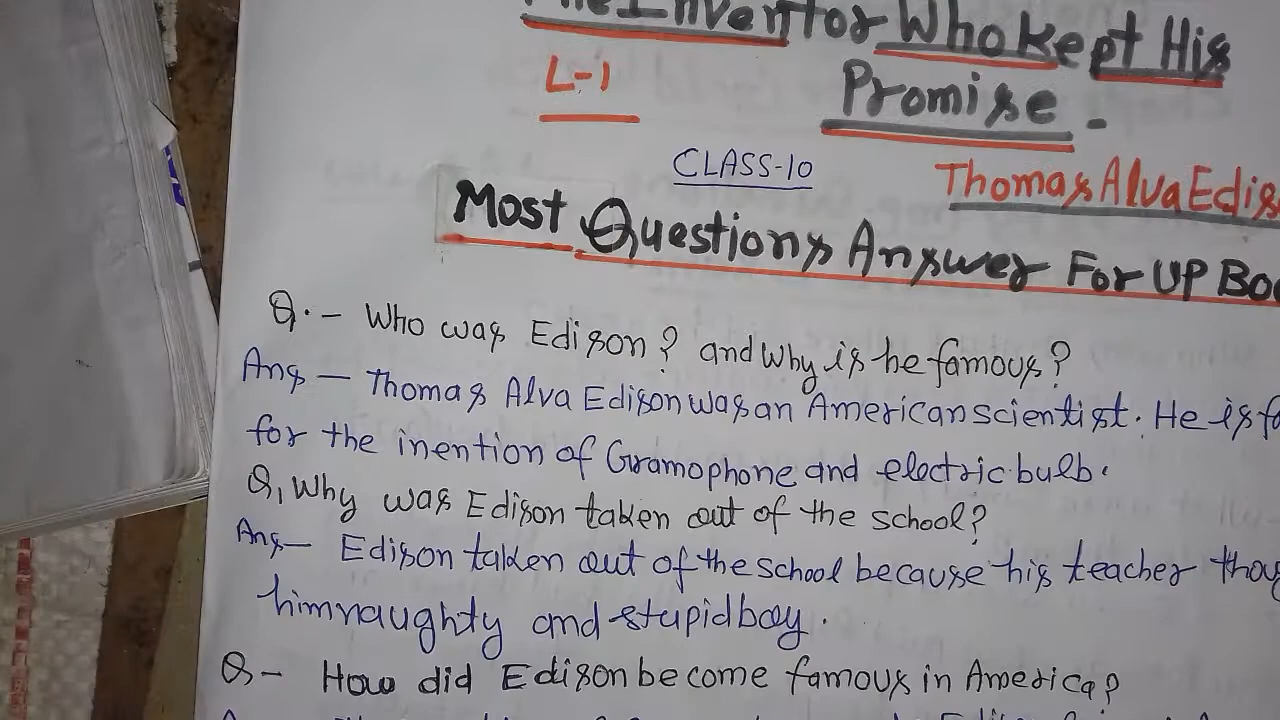 The Inventor Who Kept His
L-1
Promise.
CLASS-10
Thomas Alva Edis
Most Questions Answer For UP Boa
Q.- Who was Edison? and why is he famous?
Ans - Thomas Alva Edison was an American scientist. He is fa
for the inention of Gramophone and electric bulb.
Q, Why was Edison taken out of the school?
Ans- Edison taken out of the school because his teacher thou
him naughty and stupid boy.
Q- How did Edison become famous in America?